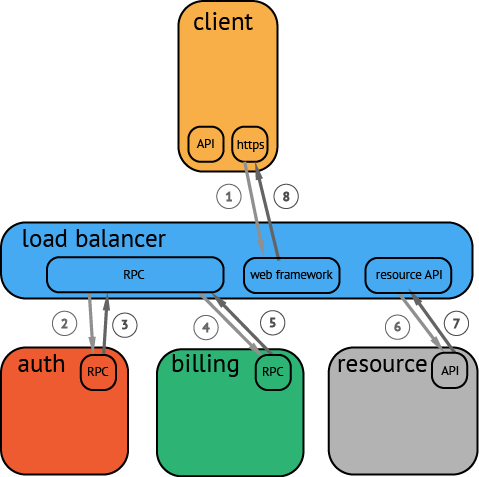 client
API
https
1
8
load balancer
RPC
web framework
resource API
2
3
4
5
6
7
auth
RPC
billing
RPC
resource
API